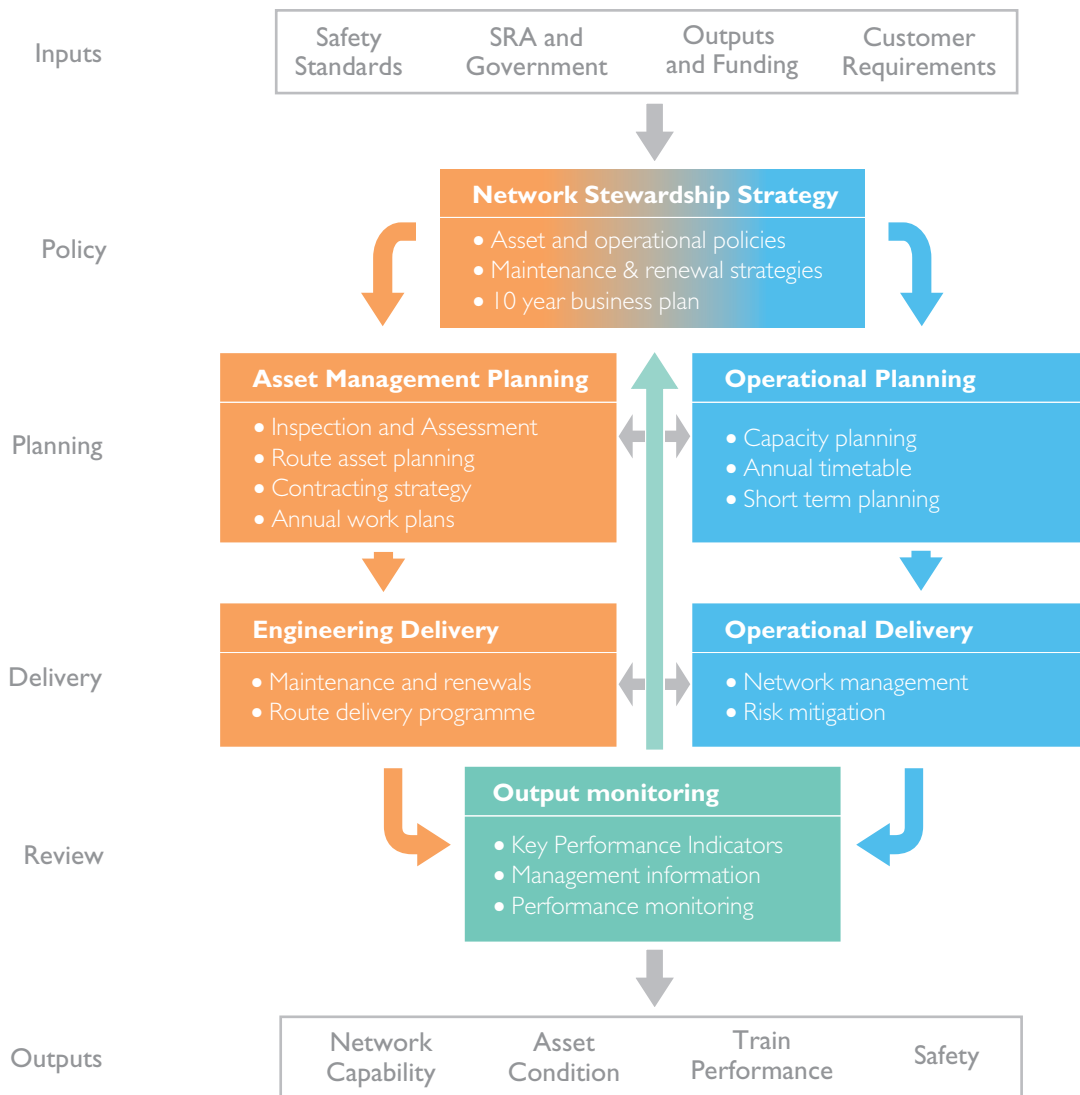 Inputs
Safety
Standards
SRA and
Government
Outputs
and Funding
Customer
Requirements
Policy
Network Stewardship Strategy
• Asset and operational policies
• Maintenance & renewal strategies
• 10 year business plan
Planning
Asset Management Planning
• Inspection and Assessment
• Route asset planning
• Contracting strategy
• Annual work plans
Operational Planning
• Capacity planning
• Annual timetable
• Short term planning
Delivery
Engineering Delivery
• Maintenance and renewals
• Route delivery programme
Operational Delivery
• Network management
• Risk mitigation
Review
Output monitoring
• Key Performance Indicators
• Management information
• Performance monitoring
Outputs
Network
Capability
Asset
Condition
Train
Performance
Safety